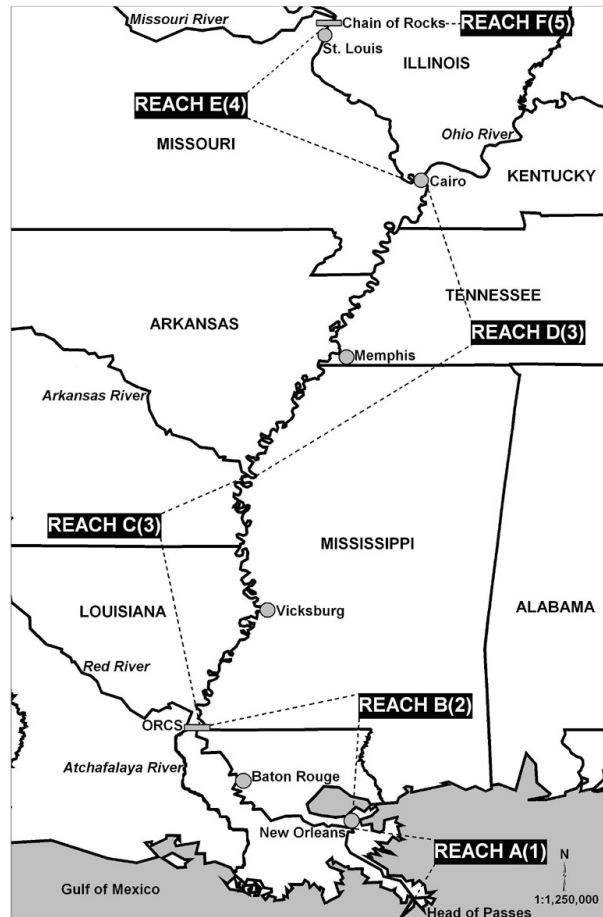 Missouri River
Chain of Rocks
REACH F(5)
St. Louis
ILLINOIS
REACH E(4)
MISSOURI
Ohio River
KENTUCKY
Cairo
TENNESSEE
ARKANSAS
REACH D(3)
Memphis
Arkansas River
REACH C(3)
MISSISSIPPI
LOUISIANA
Vicksburg
ALABAMA
Red River
REACH B(2)
ORCS
Atchafalaya River
Baton Rouge
New Orleans
REACH A(1)
N
Gulf of Mexico
1:1,250,000
Head of Passes